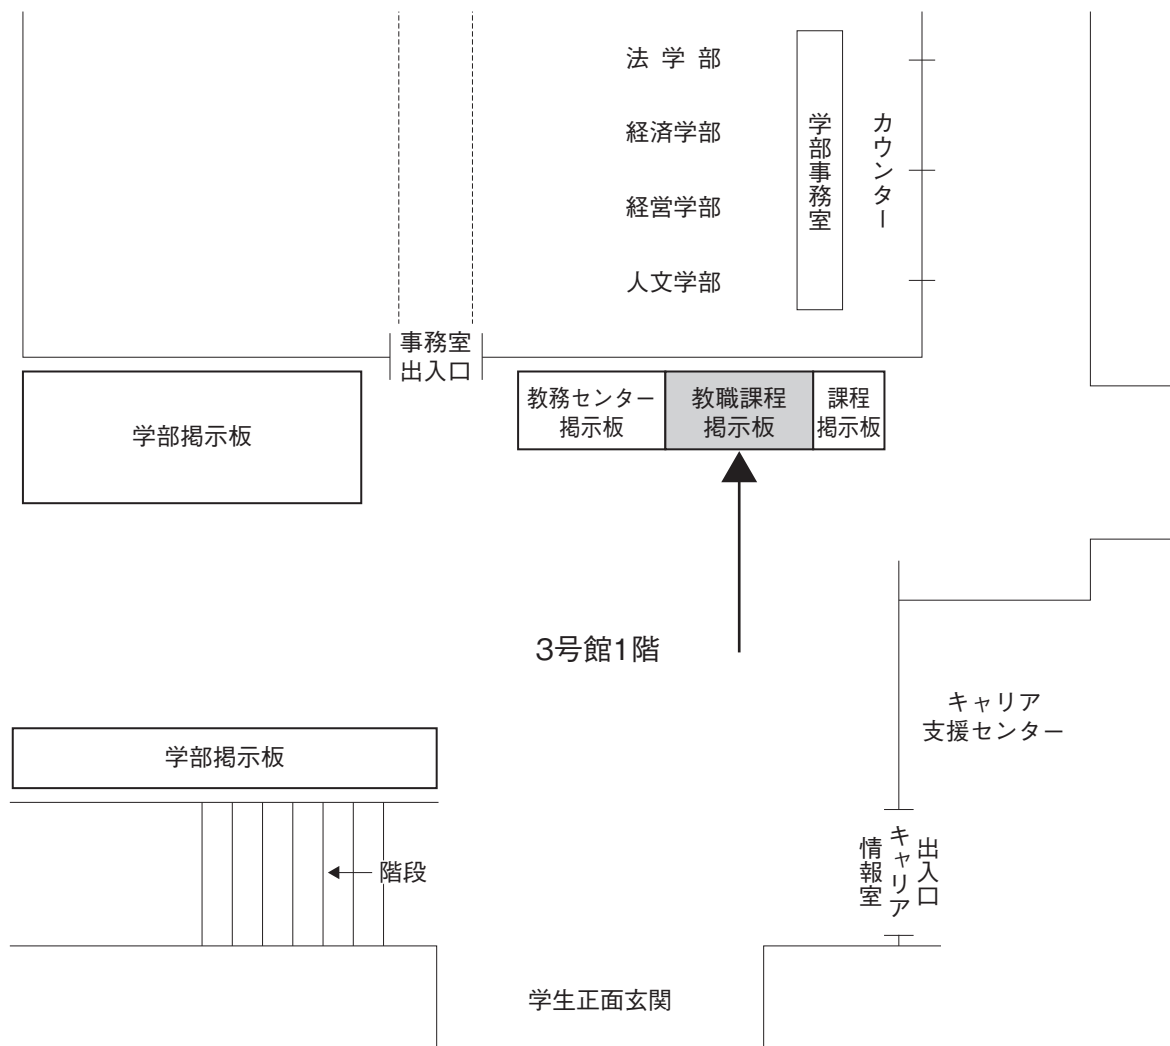 法 学 部
経済学部
経営学部
人文学部
学部事務室
カウンター
事務室
出入口
学部掲示板
教務センター
掲示板
教職課程
掲示板
課程
掲示板
3号館1階
キャリア
支援センター
学部掲示板
階段
出入口
キャリア
情報室
学生正面玄関